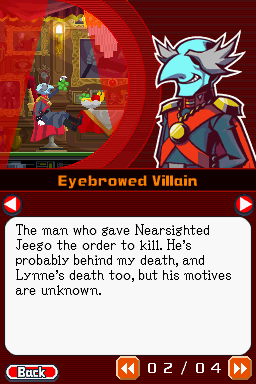 Eyebrowed Villain
The man who gave Nearsighted
Jeego the order to kill. He's
probably behind my death, and
Lynne's death too, but his motives
are unknown.
Back
02/04